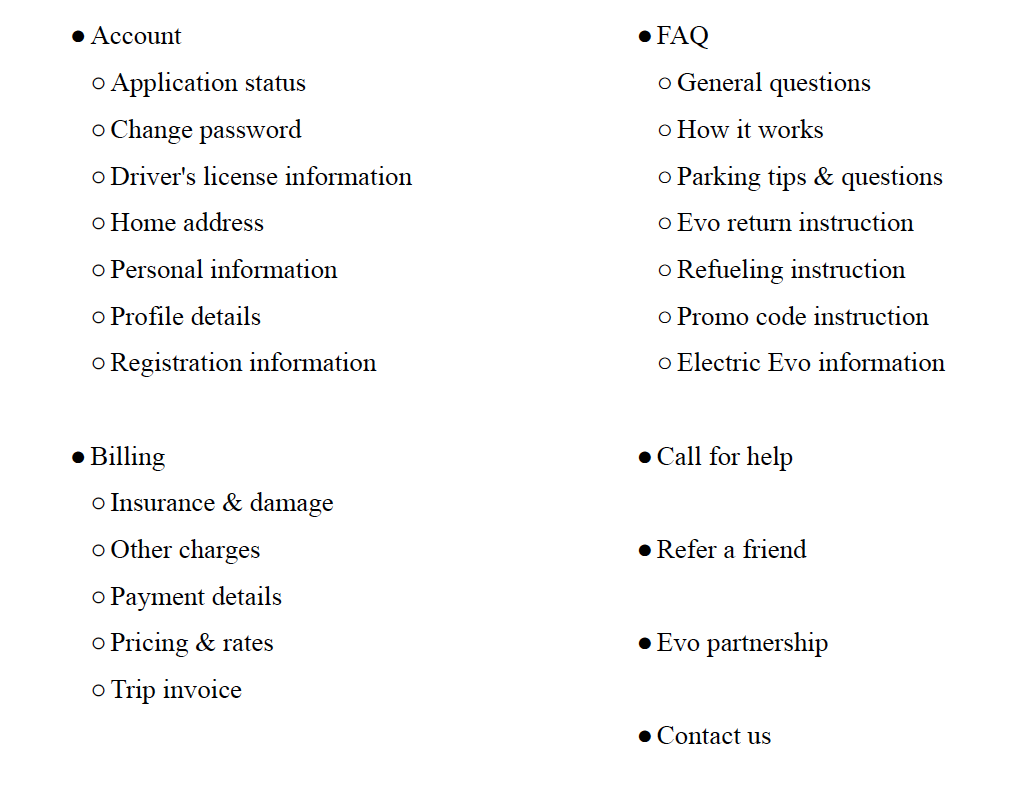 ● Account
○ Application status
○ Change password
○ Driver's license information
○ Home address
○ Personal information
○ Profile details
○ Registration information
● Billing
○ Insurance & damage
○ Other charges
○ Payment details
○ Pricing & rates
○ Trip invoice
● FAQ
○ General questions
○ How it works
○ Parking tips & questions
○ Evo return instruction
○ Refueling instruction
○ Promo code instruction
○ Electric Evo information
● Call for help
● Refer a friend
● Evo partnership
● Contact us